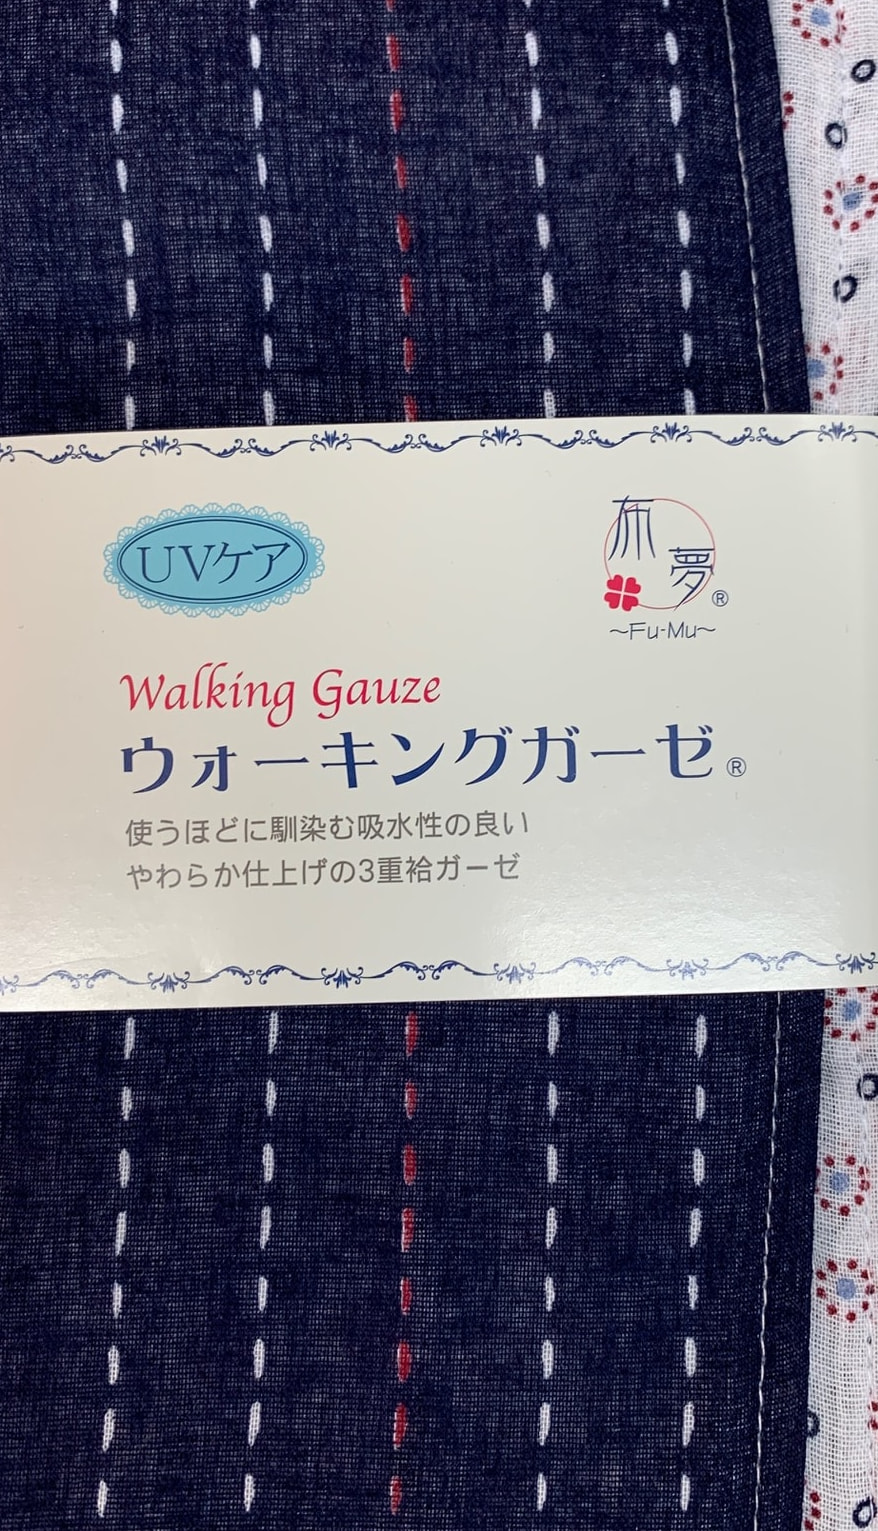 UVケア
布夢®
~Fu-Mu~
Walking Gauze
ウォーキングガーゼ®
使うほどに馴染む吸水性の良い
やわらか仕上げの3重袷ガーゼ